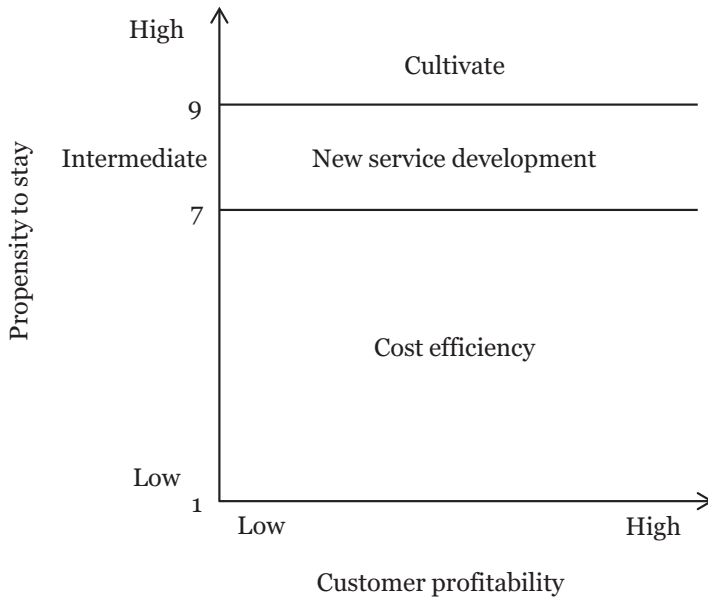 High
Cultivate
9
Intermediate
New service development
7
Propensity to stay
Cost efficiency
Low
1
Low
High
Customer profitability